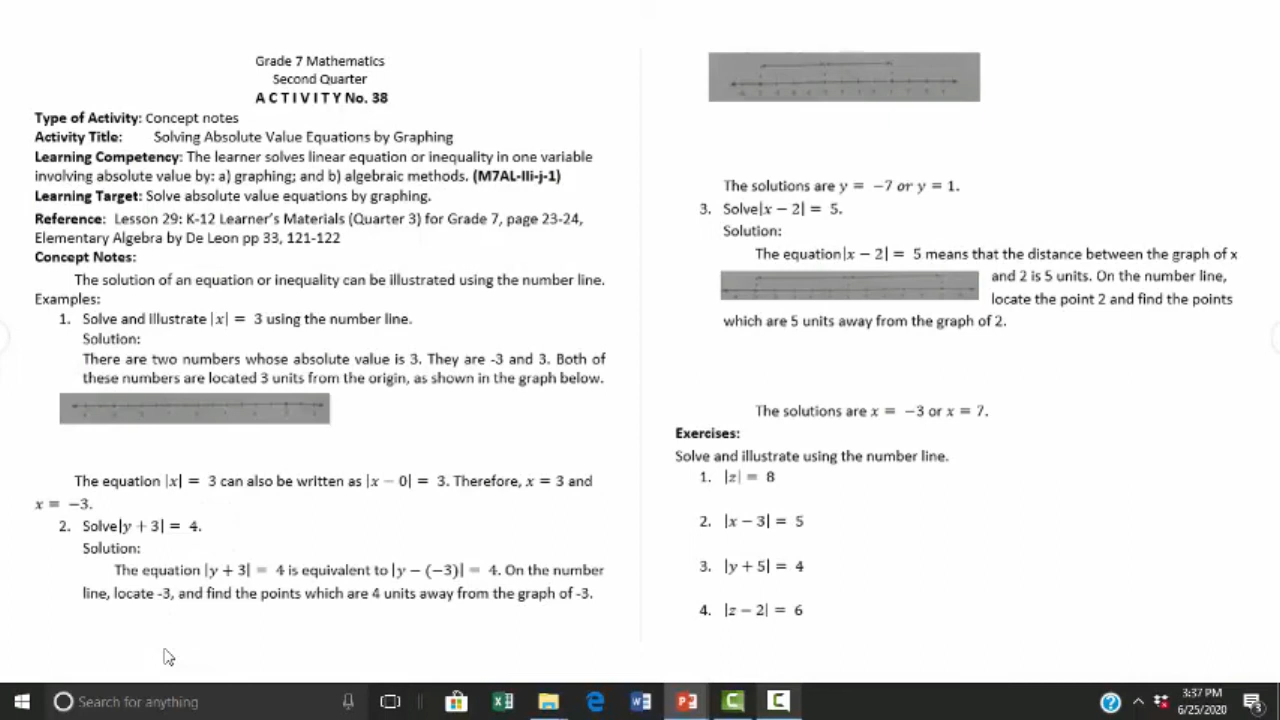 Grade 7 Mathematics
Second Quarter
A C T I V I T Y No. 38
Type of Activity: Concept notes
Activity Title: Solving Absolute Value Equations by Graphing
Learning Competency: The learner solves linear equation or inequality in one variable
involving absolute value by: a) graphing; and b) algebraic methods. (M7AL-IIi-j-1)
Learning Target: Solve absolute value equations by graphing.
Reference: Lesson 29: K-12 Learner's Materials (Quarter 3) for Grade 7, page 23-24,
Elementary Algebra by De Leon pp 33, 121-122
Concept Notes:
The solution of an equation or inequality can be illustrated using the number line.
Examples:
1. Solve and illustrate |x| = 3 using the number line.
Solution:
There are two numbers whose absolute value is 3. They are -3 and 3. Both of
these numbers are located 3 units from the origin, as shown in the graph below.
The equation |x| = 3 can also be written as |x − 0| = 3. Therefore, x = 3 and
x = −3.
2. Solve|y + 3| = 4.
Solution:
The equation |y + 3| = 4 is equivalent to |y − (−3)| = 4. On the number
line, locate -3, and find the points which are 4 units away from the graph of -3.
The solutions are y = −7 or y = 1.
3. Solve|x − 2| = 5.
Solution:
The equation|x − 2| = 5 means that the distance between the graph of x
and 2 is 5 units. On the number line,
locate the point 2 and find the points
which are 5 units away from the graph of 2.
The solutions are x = −3 or x = 7.
Exercises:
Solve and illustrate using the number line.
1. |z| = 8
2. |x − 3| = 5
3. |y + 5| = 4
4. |z − 2| = 6
Search for anything
3:37 PM
6/25/2020
3